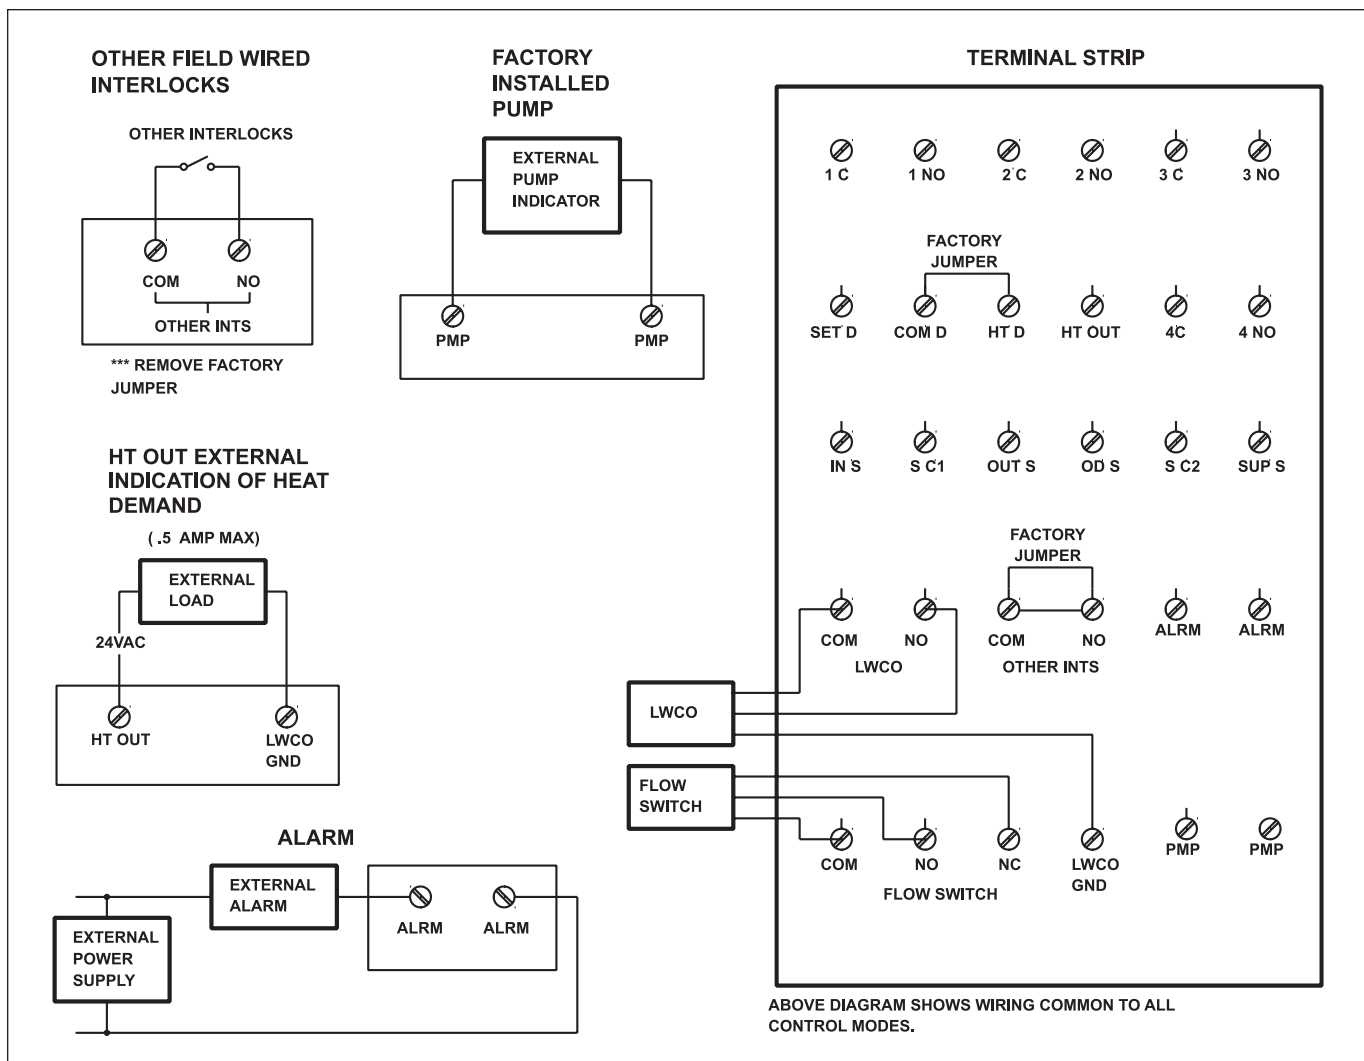 OTHER FIELD WIRED
INTERLOCKS
OTHER INTERLOCKS
COM NO
OTHER INTS
*** REMOVE FACTORY
JUMPER
FACTORY
INSTALLED
PUMP
EXTERNAL
PUMP
INDICATOR
PMP PMP
HT OUT EXTERNAL
INDICATION OF HEAT
DEMAND
( .5 AMP MAX)
EXTERNAL
LOAD
24VAC
HT OUT LWCO
GND
ALARM
EXTERNAL
ALARM
ALRM ALRM
EXTERNAL
POWER
SUPPLY
TERMINAL STRIP
1 C 1 NO 2 C 2 NO 3 C 3 NO
FACTORY
JUMPER
SET D COM D HT D HT OUT 4C 4 NO
IN S S C1 OUT S OD S S C2 SUP S
FACTORY
JUMPER
COM NO COM NO ALRM ALRM
LWCO OTHER INTS
LWCO
FLOW
SWITCH
COM NO NC LWCO
GND
PMP PMP
FLOW SWITCH
ABOVE DIAGRAM SHOWS WIRING COMMON TO ALL
CONTROL MODES.